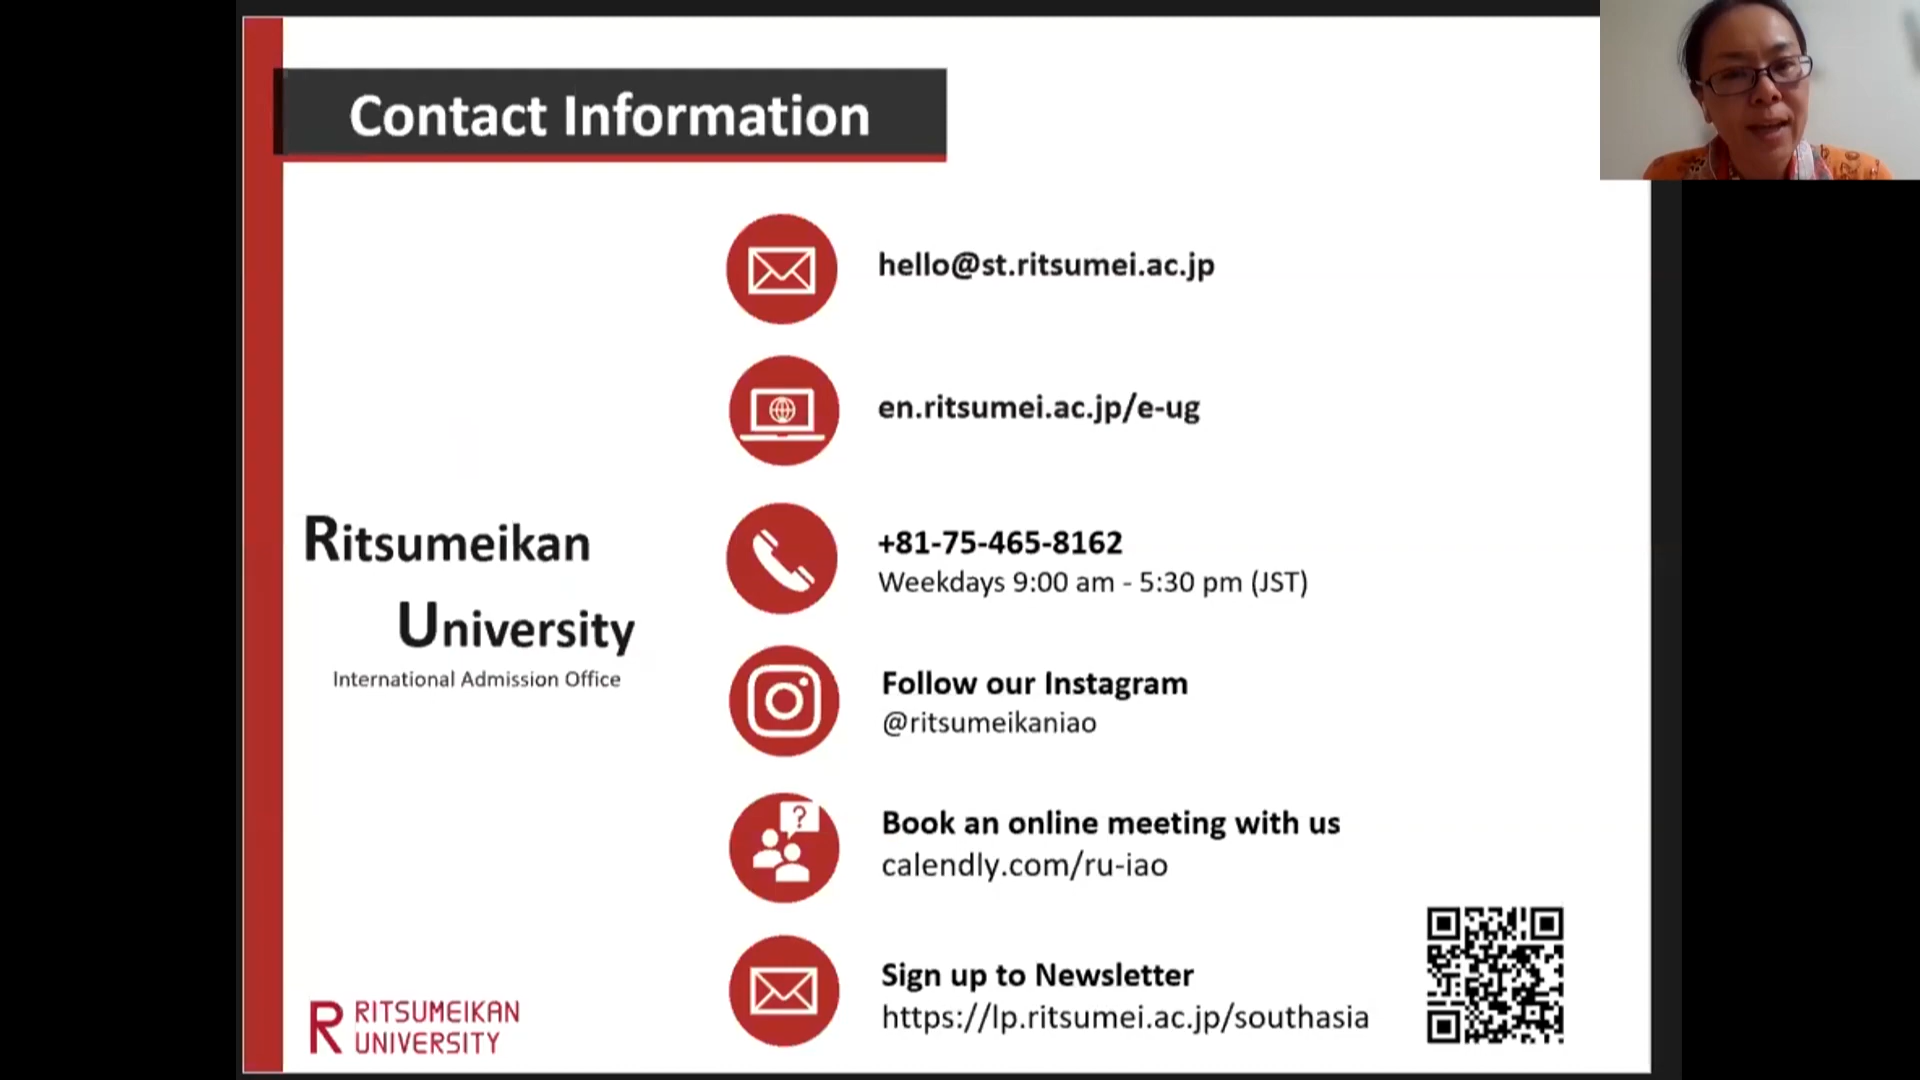 Contact Information
hello@st.ritsumei.ac.jp
en.ritsumei.ac.jp/e-ug
+81-75-465-8162
Weekdays 9:00 am - 5:30 pm (JST)
Ritsumeikan
University
International Admission Office
Follow our Instagram
@ritsumeikaniao
Book an online meeting with us
calendly.com/ru-iao
Sign up to Newsletter
https://lp.ritsumei.ac.jp/southasia
RITSUMEIKAN
UNIVERSITY